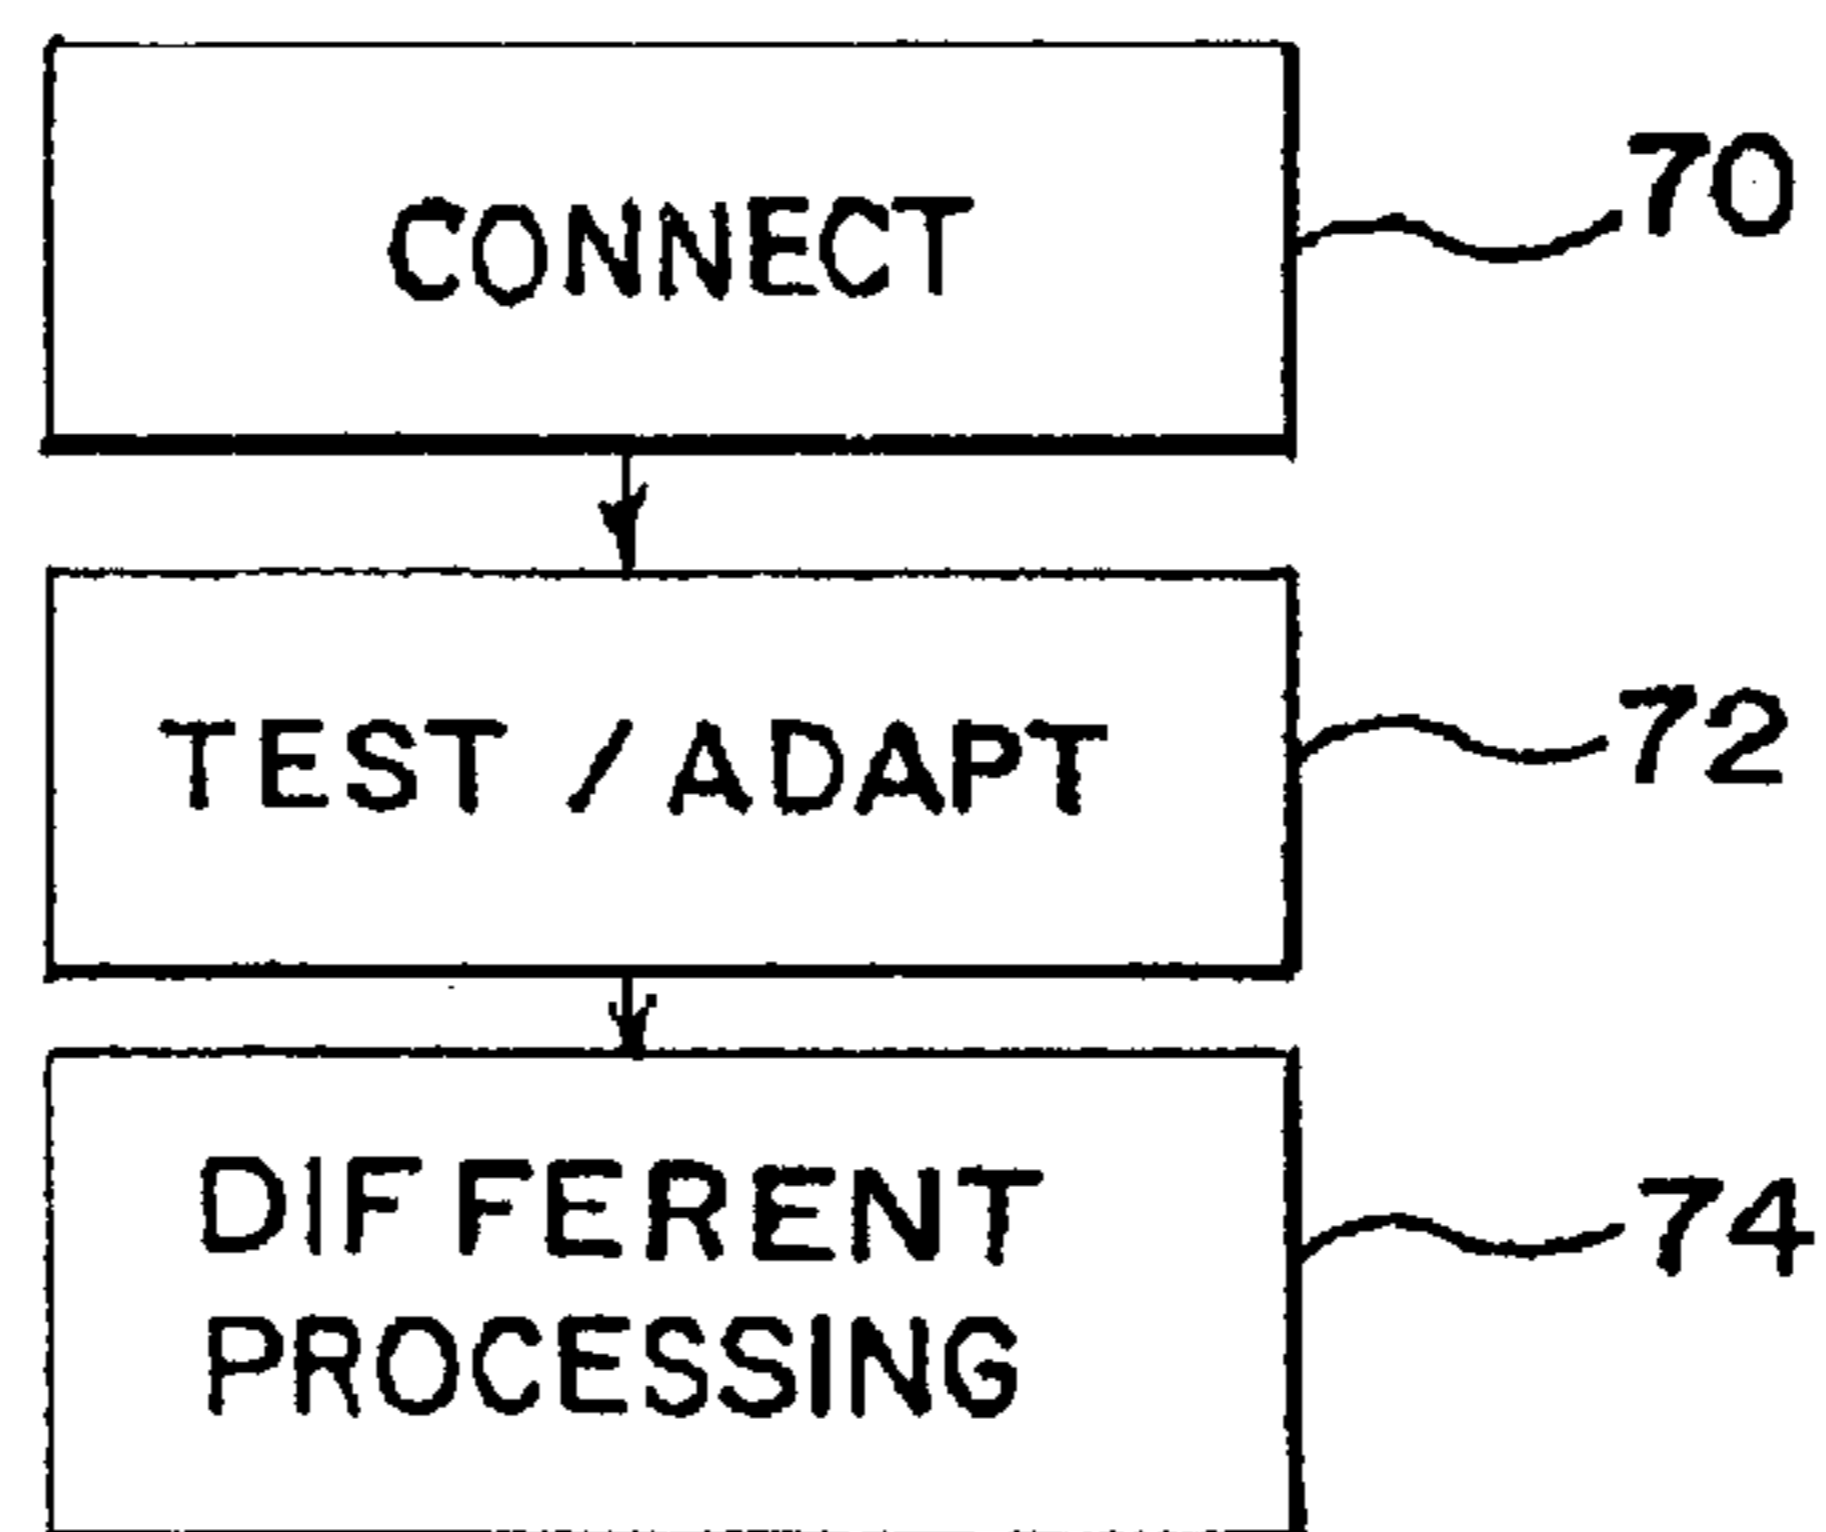 CONNECT
70
TEST / ADAPT
72
DIFFERENT
PROCESSING
74